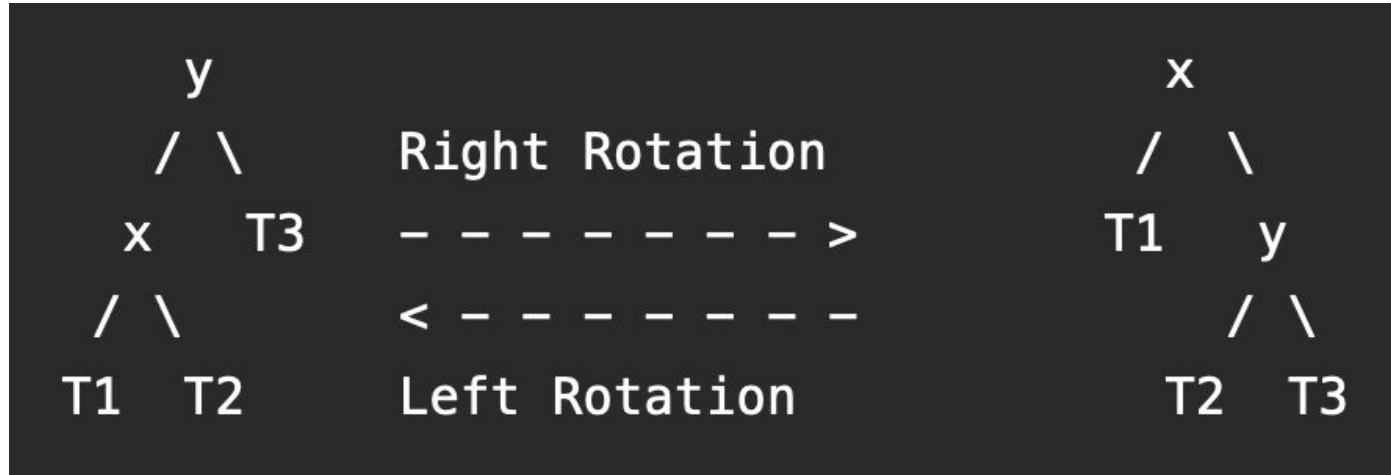 y                               x
    / \     Right Rotation          /  \
   x   T3   - - - - - - - >        T1   y
  / \       < - - - - - - -            / \
 T1  T2     Left Rotation            T2  T3